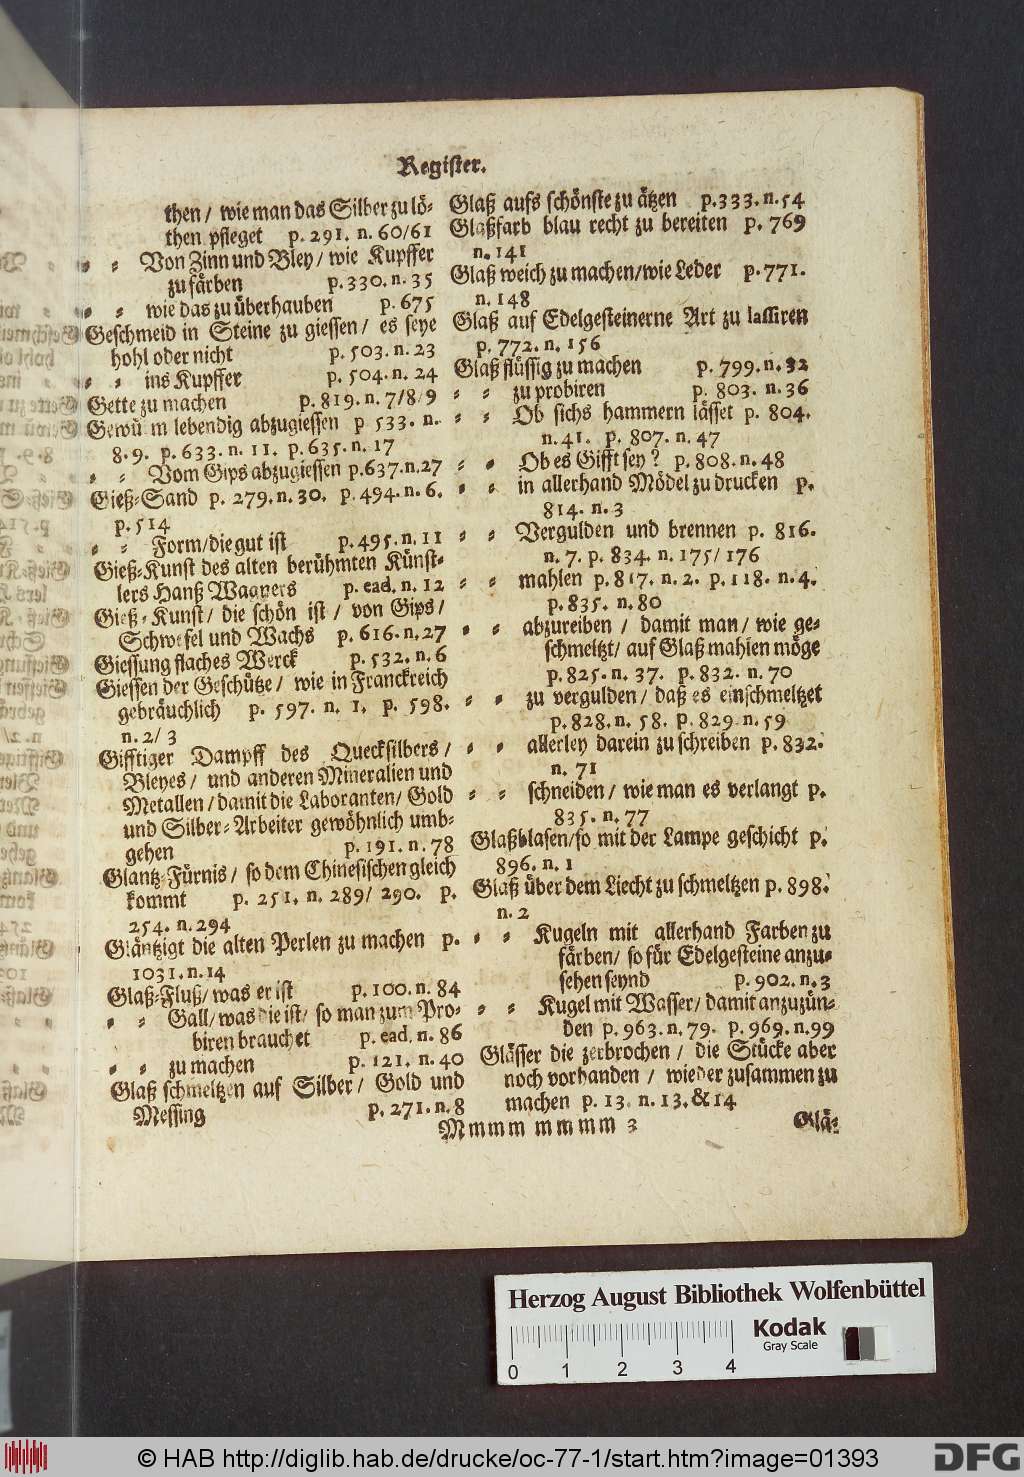 Register.
then / wie man das Silber zu lö⸗
then pfleget p. 291. n. 60/61
⸗ ⸗ Von Zinn und Bley / wie Kupffer
zu färben p. 330. n. 35
⸗ ⸗ wie das zu überhauben p. 675
Geschmeid in Steine zu giessen / es seye
hohl oder nicht p. 503. n. 23
⸗ ⸗ ins Kupffer p. 504. n. 24
Gette zu machen p. 819. n. 7/8/9
Gewürm lebendig abzugiessen p 533. n.
8. 9. p. 633. n. 11. p. 635. n. 17
⸗ ⸗ Vom Gips abzugiessen p. 637. n. 27
Gieß⸗Sand p. 279. n. 30. p. 494. n. 6.
p. 514
⸗ ⸗ Form / die gut ist p. 495. n. 11
Gieß⸗Kunst des alten berühmten Künst⸗
lers Hanß Wagners p. ead. n. 12
Gieß⸗Kunst / die schön ist / von Gips /
Schwefel und Wachs p. 616. n. 27
Giessung flaches Werck p. 532. n. 6
Giessen der Geschütze / wie in Franckreich
gebräuchlich p. 597. n. 1. p. 598.
n. 2/ 3
Gifftiger Dampff des Quecksilbers /
Bleyes / und anderen Mineralien und
Metallen / damit die Laboranten / Gold
und Silber⸗Arbeiter gewöhnlich umb⸗
gehen p. 191. n. 78
Glantz⸗Fürnis / so dem Chinesischen gleich
kommt p. 251. n. 289/ 290. p.
254. n. 294
Gläntzigt die alten Perlen zu machen p.
1031. n. 14
Glaß⸗Fluß / was er ist p. 100. n. 84
⸗ ⸗ Gall / was die ist / so man zum Pro⸗
biren brauchet p. ead. n. 86
⸗ ⸗ zu machen p. 121. n. 40
Glaß schmeltzen auf Silber / Gold und
Messing p. 271. n. 8
Glaß aufs schönste zu ätzen p. 333. n. 54
Glaßfarb blau recht zu bereiten p. 769
n. 141
Glaß weich zu machen / wie Leder p. 771.
n. 148
Glaß auf Edelgesteinerne Art zu lassiren
p. 772. n. 156
Glaß flüssig zu machen p. 799. n. 32
⸗ ⸗ zu probiren p. 803. n. 36
⸗ ⸗ Ob sichs hammern lässet p. 804.
n. 41. p. 807. n. 47
⸗ ⸗ Ob es Gifft sey ? p. 808. n. 48
⸗ ⸗ in allerhand Mödel zu drucken p.
814. n. 3
⸗ ⸗ Vergulden und brennen p. 816.
n. 7. p. 834. n. 175/ 176
⸗ ⸗ mahlen p. 817. n. 2. p. 118. n. 4.
p. 835. n. 80
⸗ ⸗ abzureiben / damit man / wie ge⸗
schmeltzt / auf Glaß mahlen möge
p. 825. n. 37. p. 832. n. 70
⸗ ⸗ zu vergulden / daß es einschmeltzet
p. 828. n. 58. p. 829 n. 59
⸗ ⸗ allerley darein zu schreiben p. 832.
n. 71
⸗ ⸗ schneiden / wie man es verlangt p.
835. n. 77
Glaßblasen / so mit der Lampe geschicht p.
896. n. 1
Glaß über dem Liecht zu schmeltzen p. 898.
n. 2
⸗ ⸗ Kugeln mit allerhand Farben zu
färben / so für Edelgesteine anzu⸗
sehen seynd p. 902. n. 3
⸗ ⸗ Kugel mit Wasser / damit anzuzün⸗
den p. 963. n. 79. p. 969. n. 99
Glässer die zerbrochen / die Stücke aber
noch vorhanden / wieder zusammen zu
machen p. 13. n. 13. & 14
Mmmm mmmm 3 Glä⸗
Herzog August Bibliothek Wolfenbüttel
Kodak
Gray Scale
0 1 2 3 4
© HAB http://diglib.hab.de/drucke/oc-77-1/start.htm?image=01393
DFG